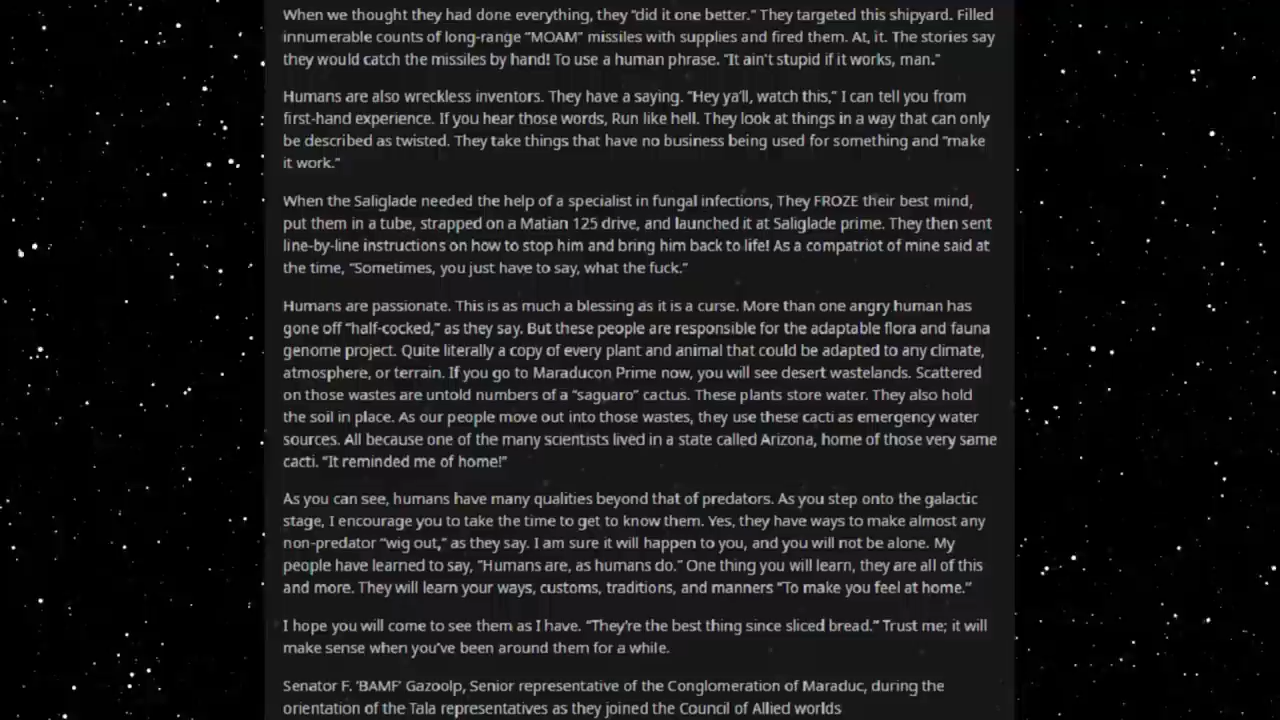 When we thought they had done everything, they “did it one better.” They targeted this shipyard. Filled
innumerable counts of long-range “MOAM” missiles with supplies and fired them. At, it. The stories say
they would catch the missiles by hand! To use a human phrase. “It ain't stupid if it works, man.”
Humans are also wreckless inventors. They have a saying. “Hey ya'll, watch this,” I can tell you from
first-hand experience. If you hear those words, Run like hell. They look at things in a way that can only
be described as twisted. They take things that have no business being used for something and “make
it work.”
When the Saliglade needed the help of a specialist in fungal infections, They FROZE their best mind,
put them in a tube, strapped on a Matian 125 drive, and launched it at Saliglade prime. They then sent
line-by-line instructions on how to stop him and bring him back to life! As a compatriot of mine said at
the time, “Sometimes, you just have to say, what the fuck.”
Humans are passionate. This is as much a blessing as it is a curse. More than one angry human has
gone off “half-cocked,” as they say. But these people are responsible for the adaptable flora and fauna
genome project. Quite literally a copy of every plant and animal that could be adapted to any climate,
atmosphere, or terrain. If you go to Maraducon Prime now, you will see desert wastelands. Scattered
on those wastes are untold numbers of a “saguaro” cactus. These plants store water. They also hold
the soil in place. As our people move out into those wastes, they use these cacti as emergency water
sources. All because one of the many scientists lived in a state called Arizona, home of those very same
cacti. “It reminded me of home!”
As you can see, humans have many qualities beyond that of predators. As you step onto the galactic
stage, I encourage you to take the time to get to know them. Yes, they have ways to make almost any
non-predator “wig out,” as they say. I am sure it will happen to you, and you will not be alone. My
people have learned to say, “Humans are, as humans do.” One thing you will learn, they are all of this
and more. They will learn your ways, customs, traditions, and manners “To make you feel at home.”
I hope you will come to see them as I have. “They're the best thing since sliced bread.” Trust me; it will
make sense when you've been around them for a while.
Senator F. 'BAMF' Gazoolp, Senior representative of the Conglomeration of Maraduc, during the
orientation of the Tala representatives as they joined the Council of Allied worlds